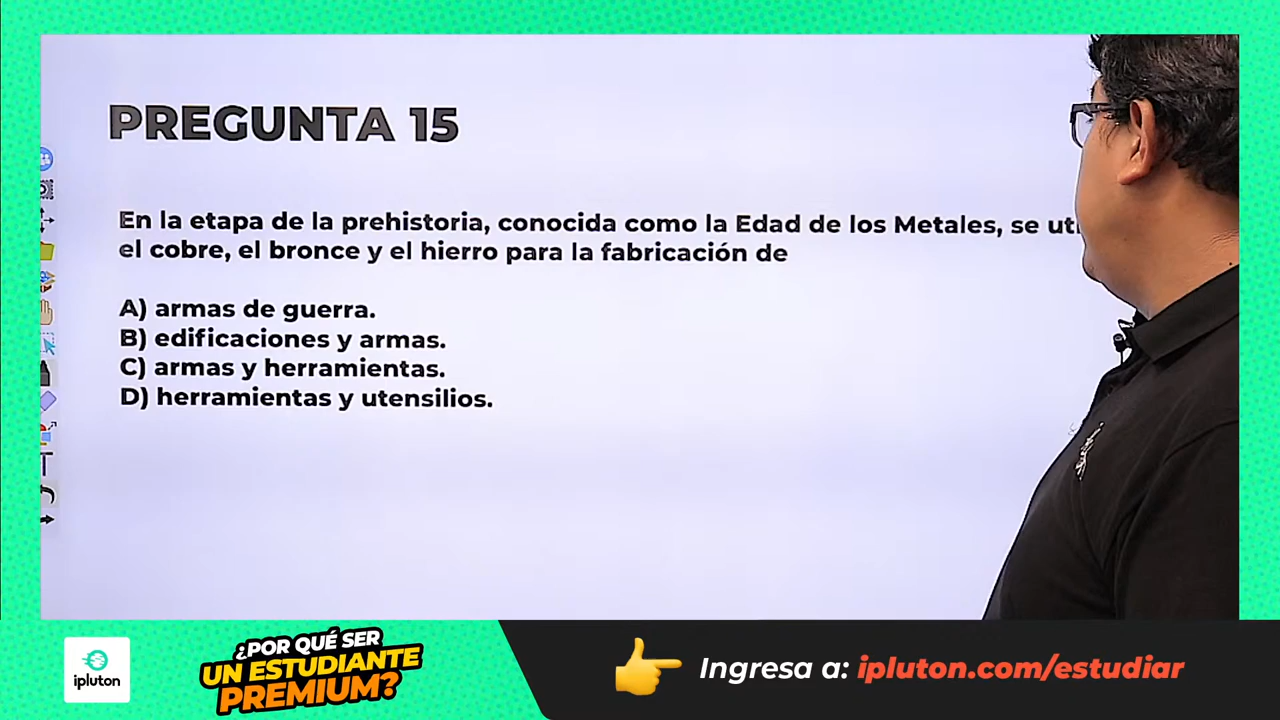 PREGUNTA 15
En la etapa de la prehistoria, conocida como la Edad de los Metales, se
el cobre, el bronce y el hierro para la fabricación de
A) armas de guerra.
B) edificaciones y armas.
C) armas y herramientas.
D) herramientas y utensilios.
ipluton
¿POR QUÉ SER
UN ESTUDIANTE
PREMIUM?
Ingresa a: ipluton.com/estudiar